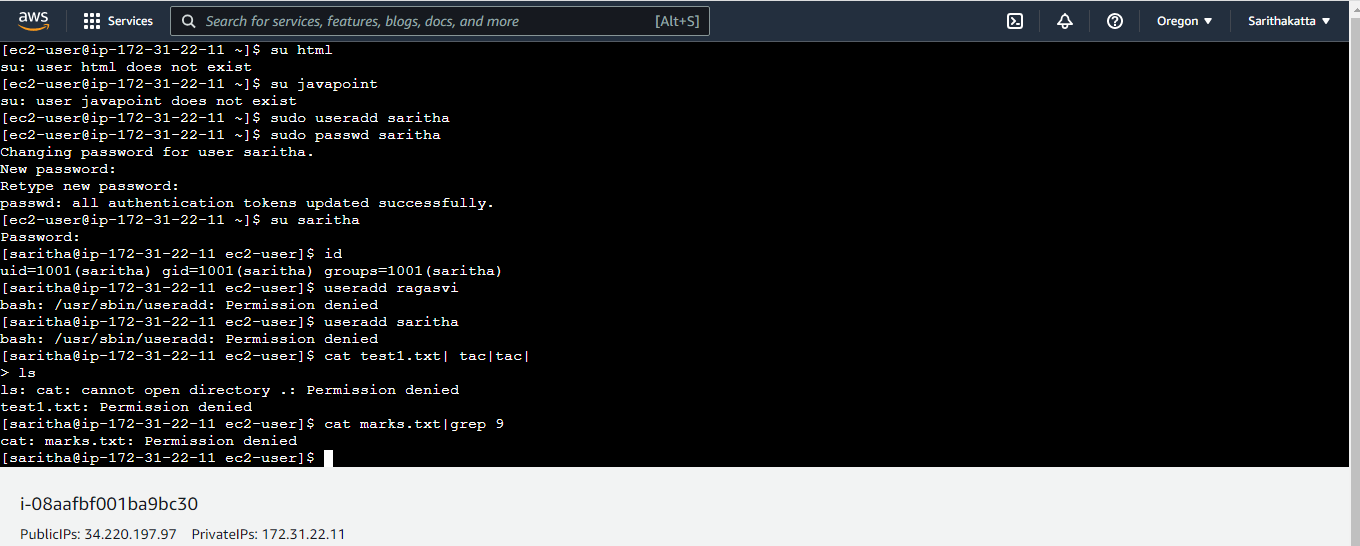 aws Services Search for services, features, blogs, docs, and more [Alt+S] Oregon ▼ Sarithakatta ▼
[ec2-user@ip-172-31-22-11 ~]$ su html
su: user html does not exist
[ec2-user@ip-172-31-22-11 ~]$ su javapoint
su: user javapoint does not exist
[ec2-user@ip-172-31-22-11 ~]$ sudo useradd saritha
[ec2-user@ip-172-31-22-11 ~]$ sudo passwd saritha
Changing password for user saritha.
New password:
Retype new password:
passwd: all authentication tokens updated successfully.
[ec2-user@ip-172-31-22-11 ~]$ su saritha
Password:
[saritha@ip-172-31-22-11 ec2-user]$ id
uid=1001(saritha) gid=1001(saritha) groups=1001(saritha)
[saritha@ip-172-31-22-11 ec2-user]$ useradd ragasvi
bash: /usr/sbin/useradd: Permission denied
[saritha@ip-172-31-22-11 ec2-user]$ useradd saritha
bash: /usr/sbin/useradd: Permission denied
[saritha@ip-172-31-22-11 ec2-user]$ cat test1.txt| tac|tac|
> ls
ls: cat: cannot open directory .: Permission denied
test1.txt: Permission denied
[saritha@ip-172-31-22-11 ec2-user]$ cat marks.txt|grep 9
cat: marks.txt: Permission denied
[saritha@ip-172-31-22-11 ec2-user]$
i-08aafbf001ba9bc30
PublicIPs: 34.220.197.97 PrivateIPs: 172.31.22.11